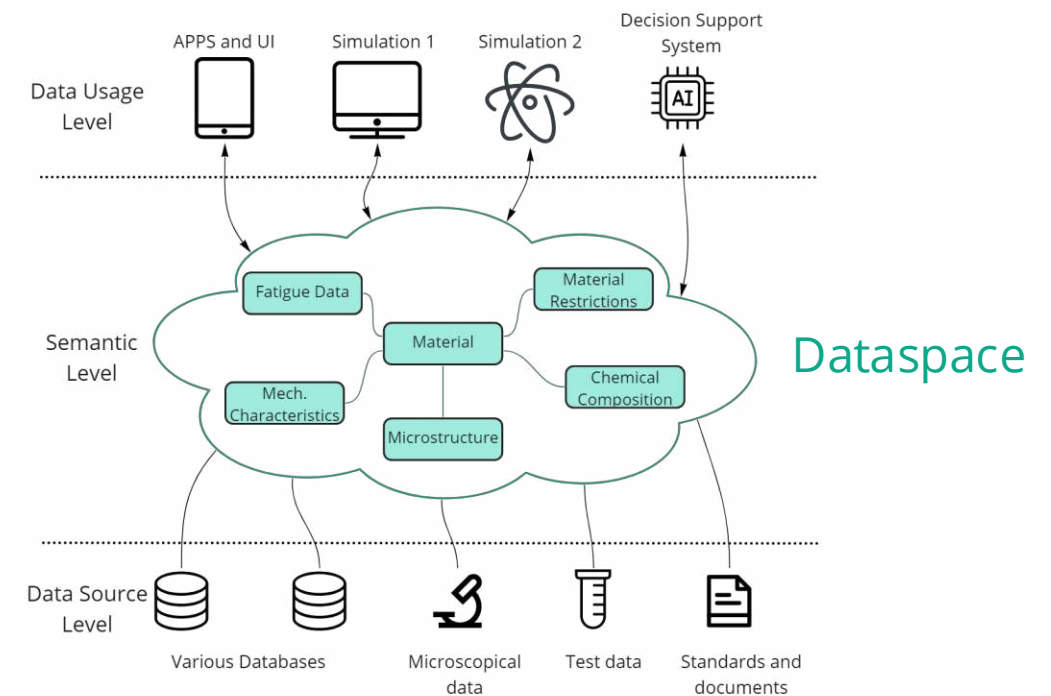 Decision Support
System
APPS and UI
Simulation 1
Simulation 2
Data Usage
Level
AI
Fatigue Data
Material
Restrictions
Material
Semantic
Level
Dataspace
Mech.
Characteristics
Chemical
Composition
Microstructure
Data Source
Level
Various Databases
Microscopical
data
Test data
Standards and
documents